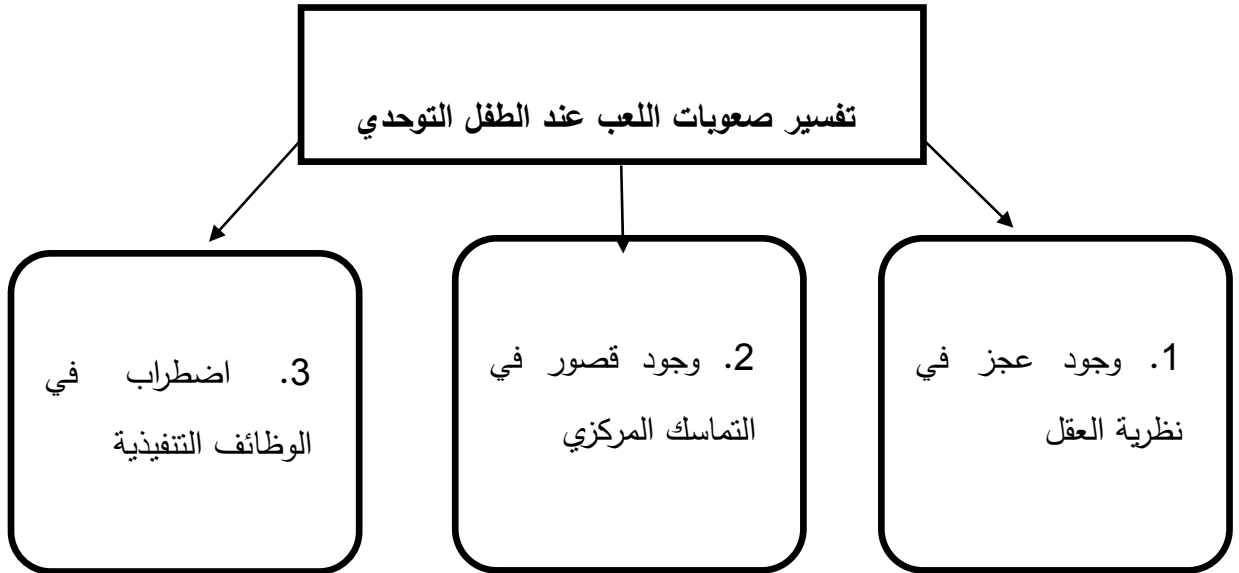 تفسير صعوبات اللعب عند الطفل التوحدي
1. وجود عجز في
نظرية العقل
2. وجود قصور في
التماسك المركزي
3. اضطراب في
الوظائف التنفيذية